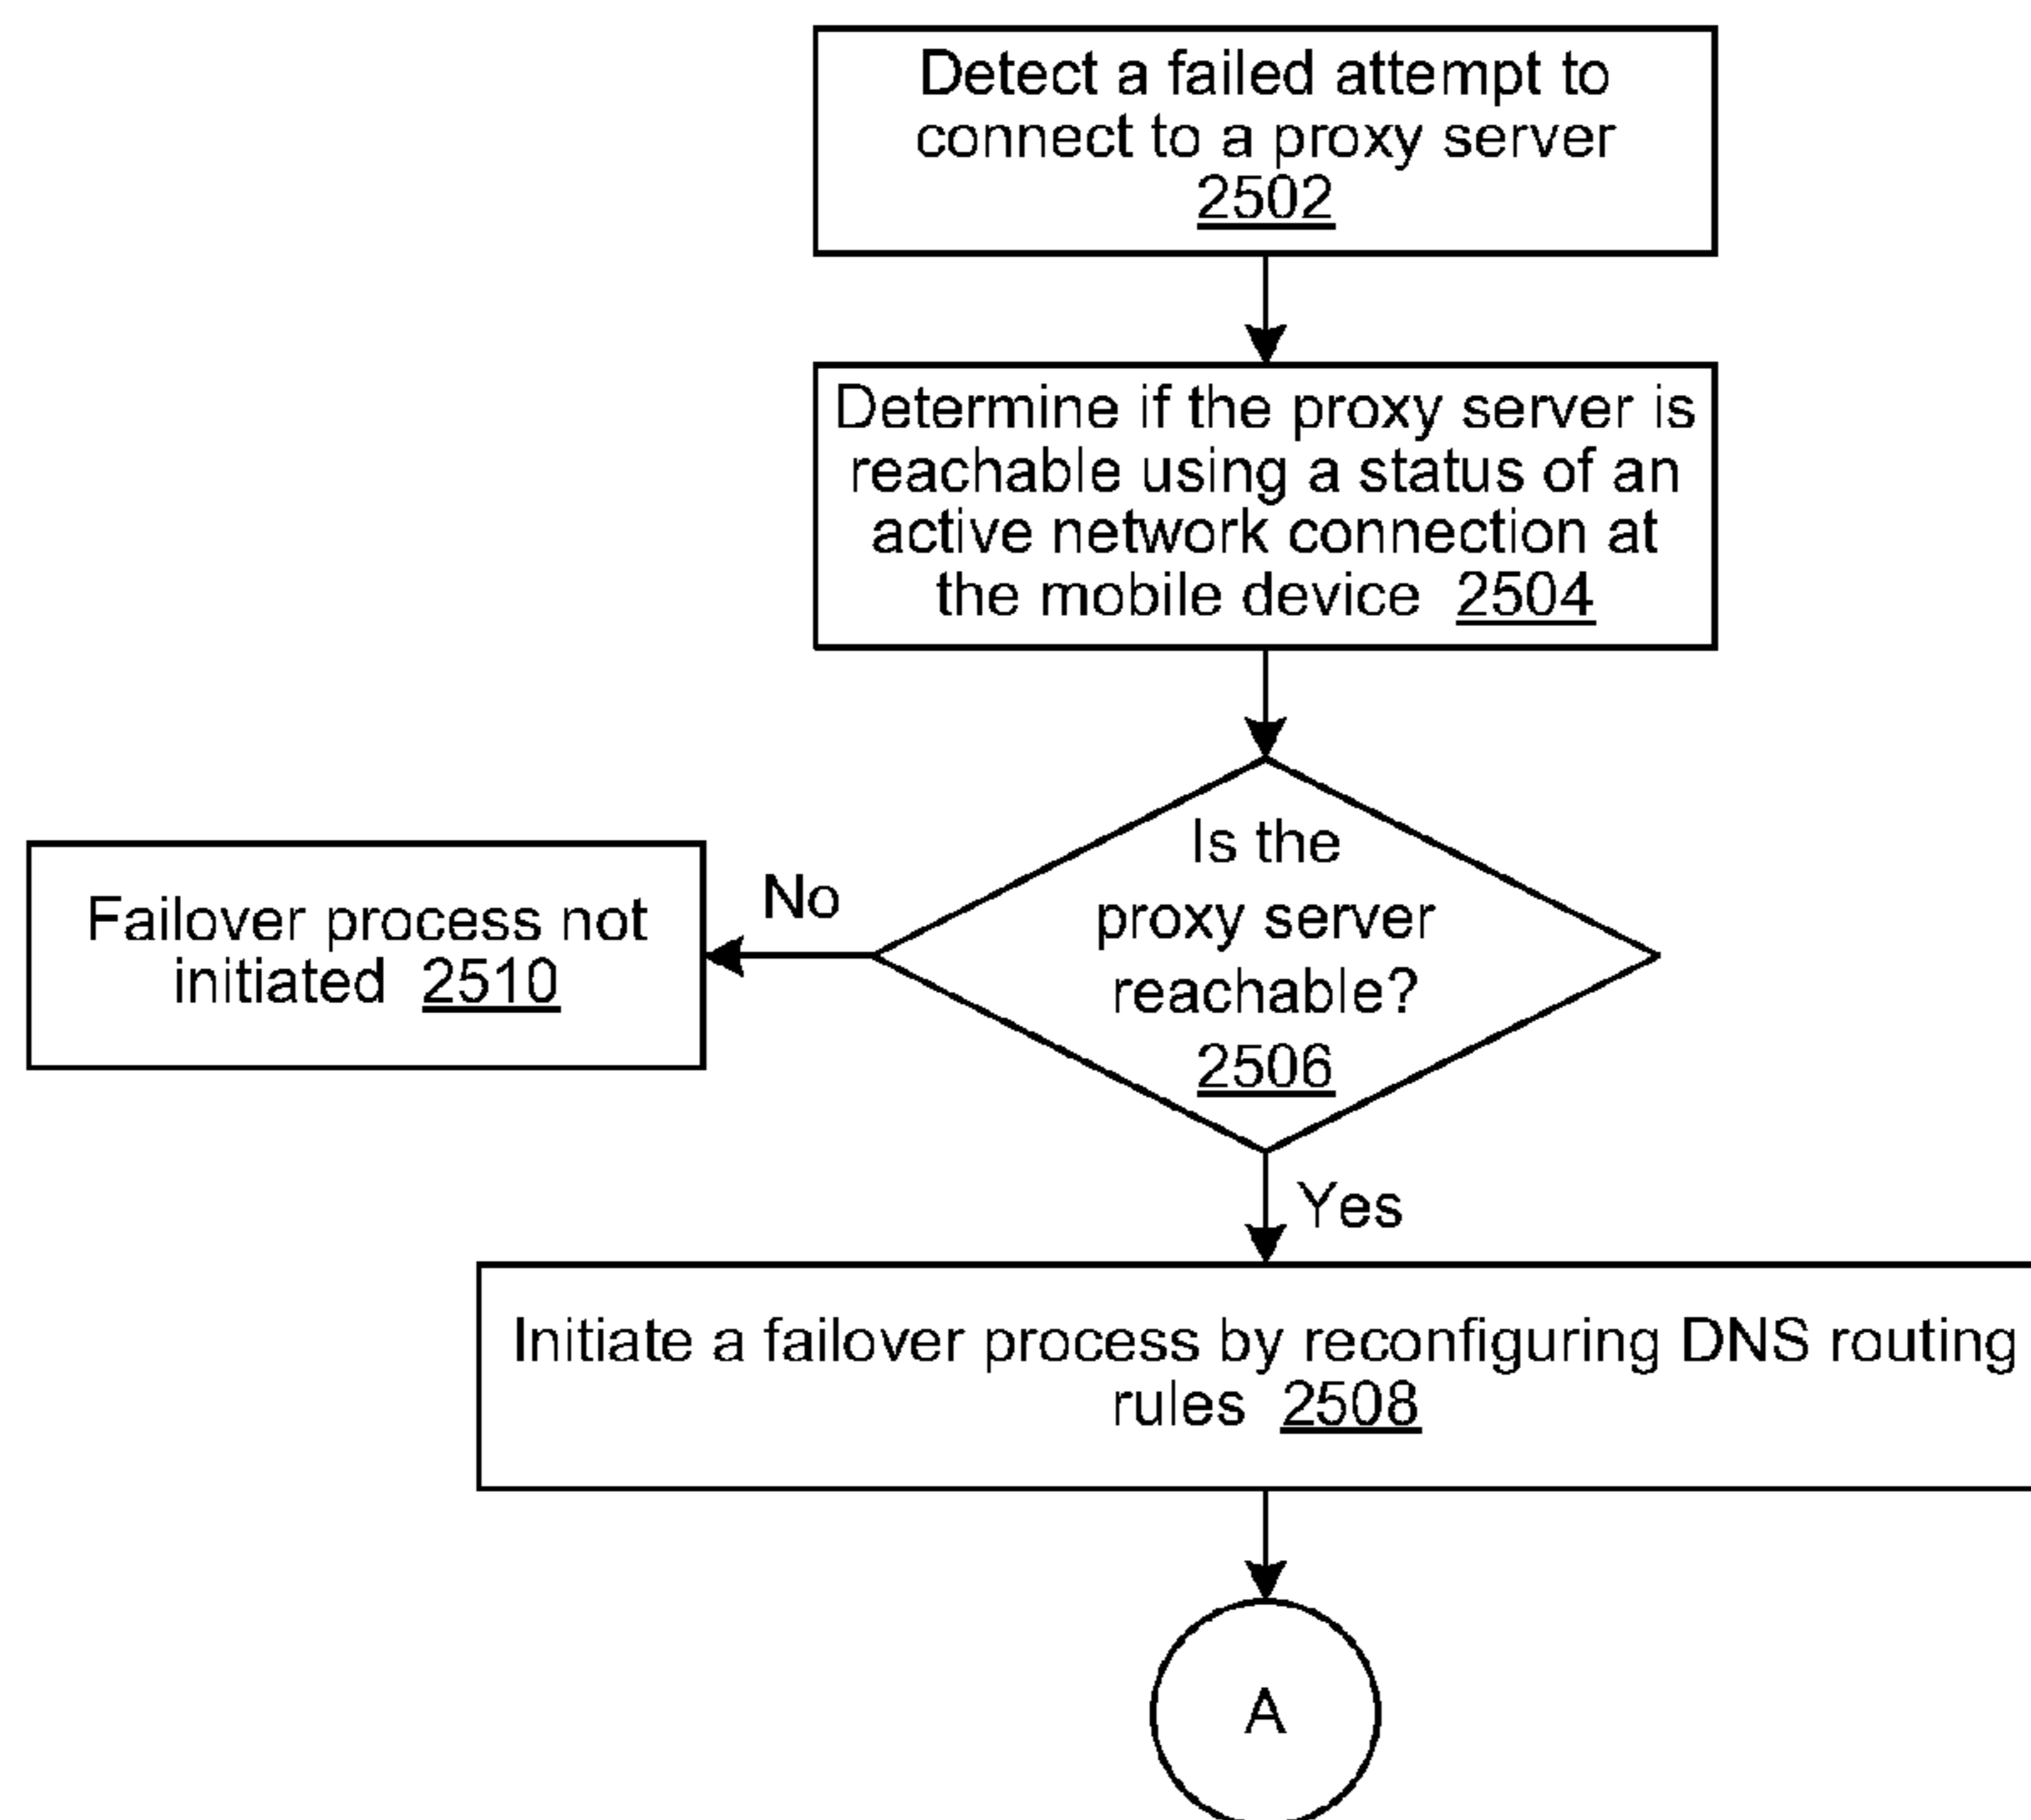 Detect a failed attempt to
connect to a proxy server
2502
Determine if the proxy server is
reachable using a status of an
active network connection at
the mobile device 2504
Is the
proxy server
reachable?
2506
No
Failover process not
initiated 2510
Yes
Initiate a failover process by reconfiguring DNS routing
rules 2508
A